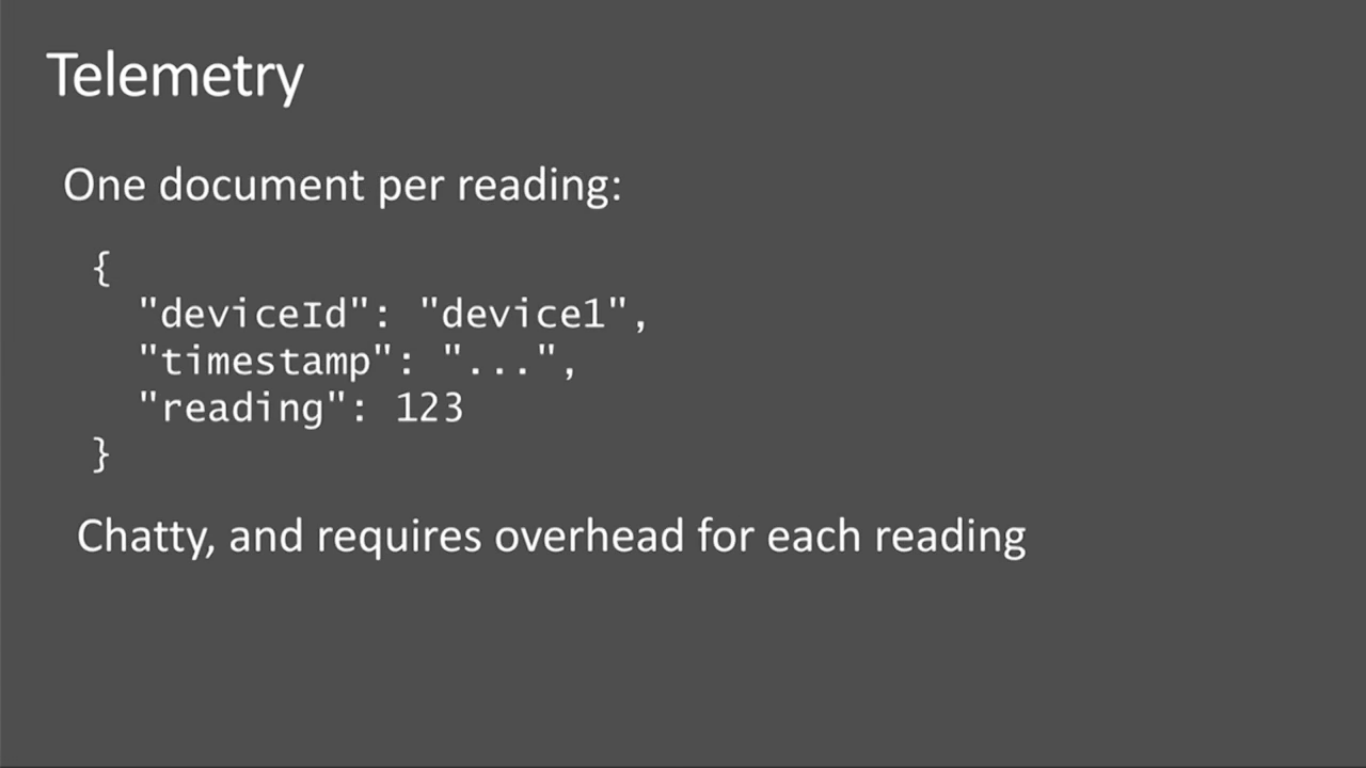 Telemetry
One document per reading:
{
"deviceId": "device1",
"timestamp": "...",
"reading": 123
}
Chatty, and requires overhead for each reading